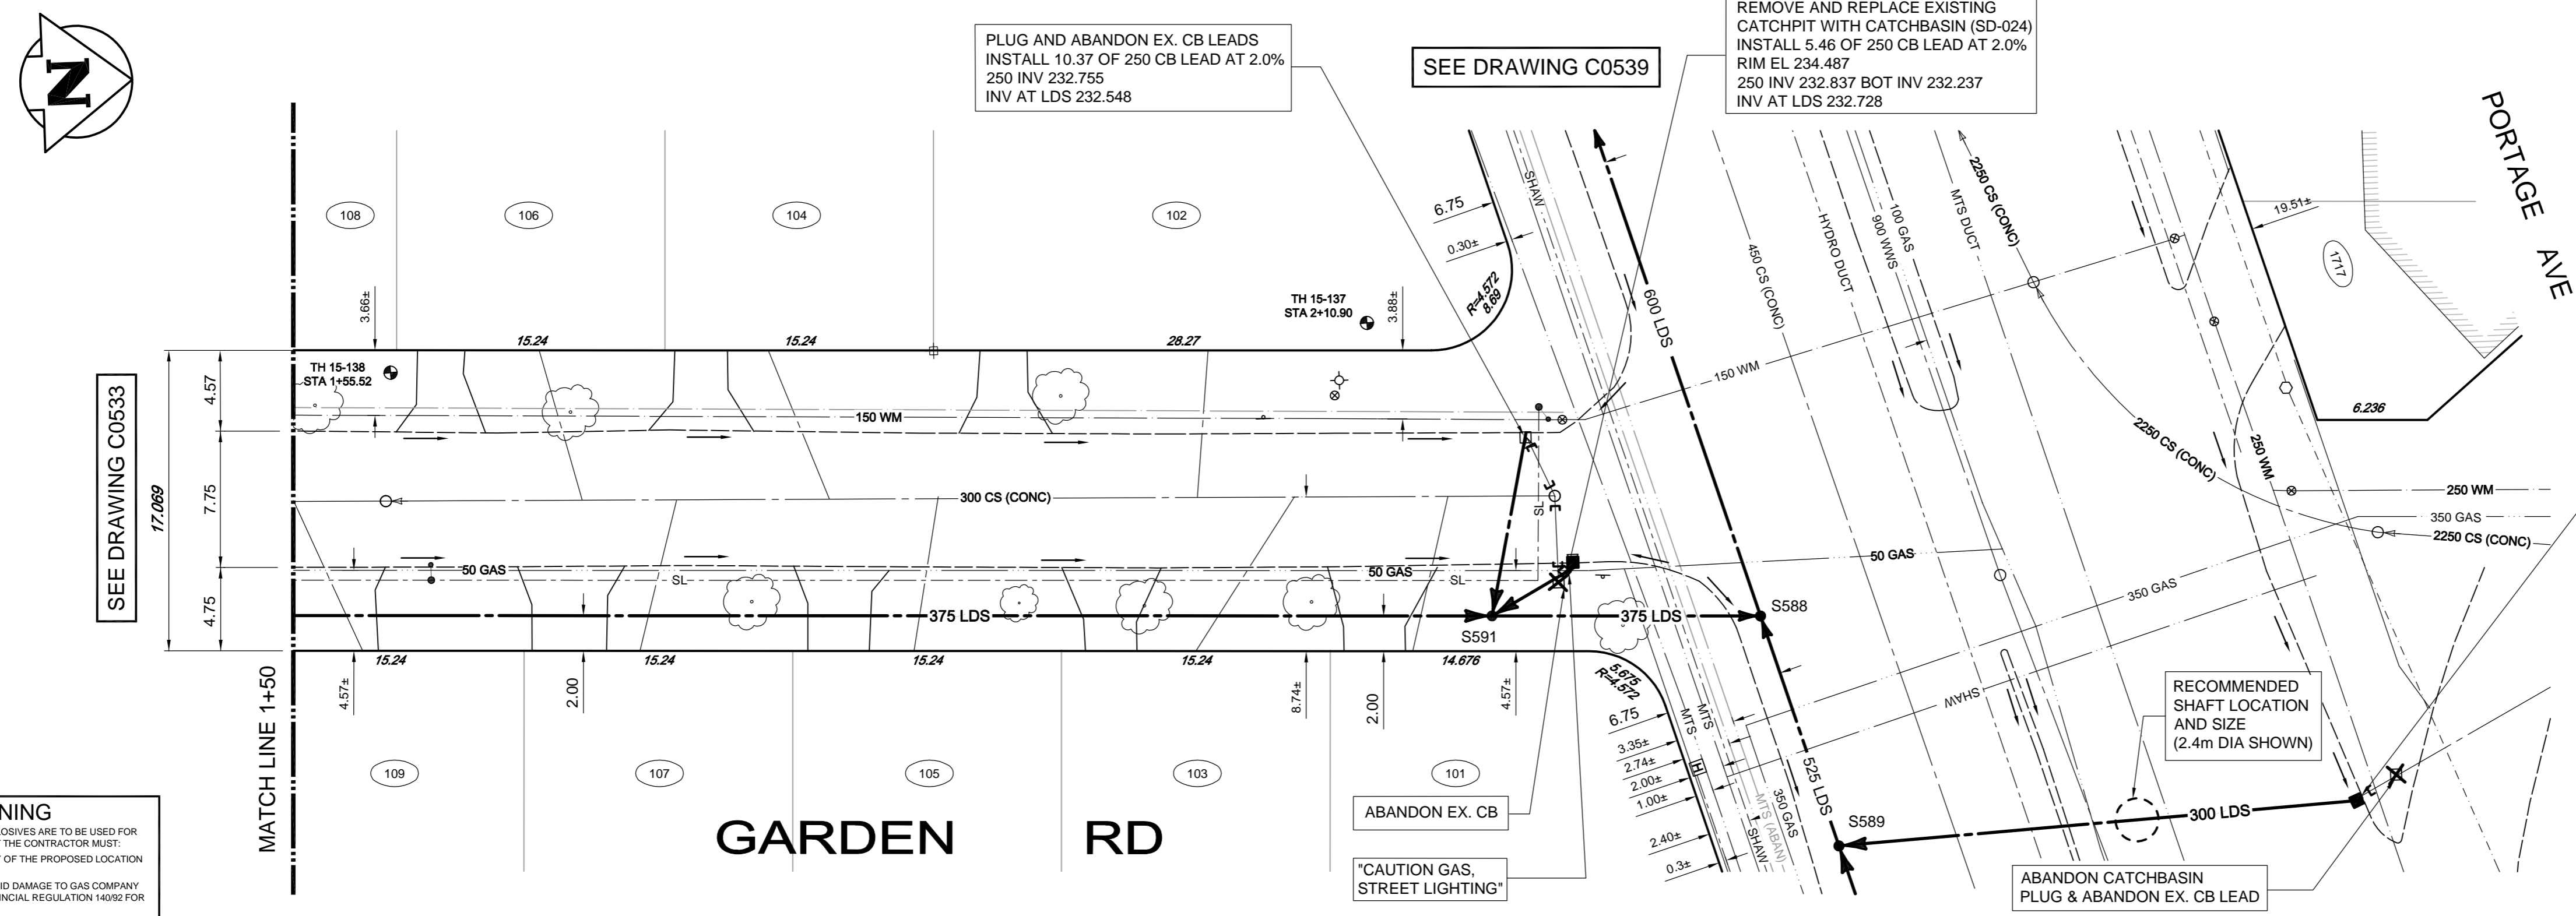 N
PLUG AND ABANDON EX. CB LEADS
INSTALL 10.37 OF 250 CB LEAD AT 2.0%
250 INV 232.755
INV AT LDS 232.548
SEE DRAWING C0539
REMOVE AND REPLACE EXISTING
CATCHPIT WITH CATCHBASIN (SD-024)
INSTALL 5.46 OF 250 CB LEAD AT 2.0%
RIM EL 234.487
250 INV 232.837 BOT INV 232.237
INV AT LDS 232.728
PORTAGE AVE
108
106
104
102
6.75
0.30±
R=4.572
8.69
SHAW
600 LDS
450 CS (CONC)
HYDRO DUCT
900 WWS
100 GAS
MTS DUCT
2250 CS (CONC)
19.51±
1717
3.66±
TH 15-137
STA 2+10.90
3.88±
15.24
15.24
28.27
TH 15-138
STA 1+55.52
150 WM
150 WM
6.236
2250 CS (CONC)
250 WM
250 WM
350 GAS
2250 CS (CONC)
SEE DRAWING C0533
17.069
4.57
7.75
4.75
300 CS (CONC)
SL
50 GAS
SL
50 GAS
SL
50 GAS
350 GAS
375 LDS
S591
375 LDS
S588
15.24
15.24
15.24
15.24
14.676
5.675
R=4.572
MATCH LINE 1+50
4.57±
2.00
8.74±
2.00
4.57±
6.75
3.35±
2.74±
2.00±
1.00±
2.40±
0.3±
MTS
MTS
H
SHAW
MTS (ABAN)
350 GAS
525 LDS
SHAW
RECOMMENDED
SHAFT LOCATION
AND SIZE
(2.4m DIA SHOWN)
109
107
105
103
101
GARDEN RD
ABANDON EX. CB
"CAUTION GAS,
STREET LIGHTING"
S589
300 LDS
ABANDON CATCHBASIN
PLUG & ABANDON EX. CB LEAD
NING
OSIVES ARE TO BE USED FOR
THE CONTRACTOR MUST:
OF THE PROPOSED LOCATION
ID DAMAGE TO GAS COMPANY
NCIAL REGULATION 140/92 FOR